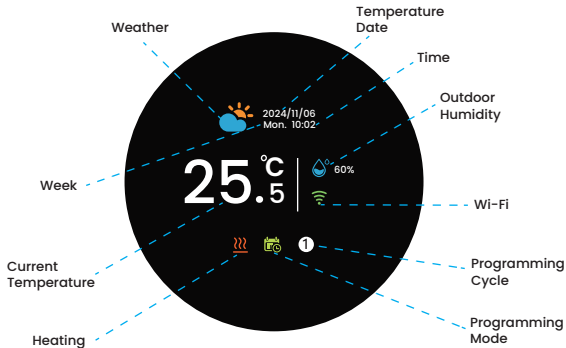 Temperature
Date
Weather
Time
2024/11/06
Mon. 10:02
Outdoor
Humidity
25.5 °C
60%
Week
Wi-Fi
1
Current
Temperature
Programming
Cycle
Heating
Programming
Mode